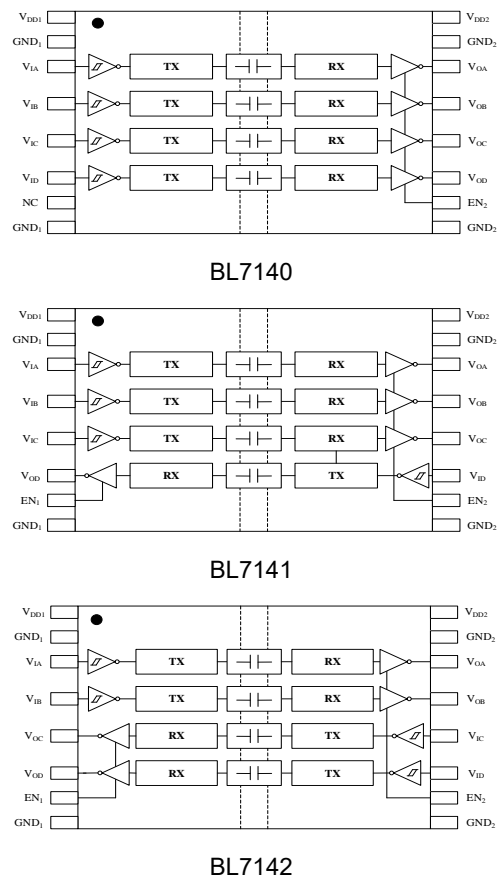 VDD1 VDD2
GND1 GND2
VIA TX RX VOA
VIB TX RX VOB
VIC TX RX VOC
VID TX RX VOD
NC EN2
GND1 GND2
BL7140
VDD1 VDD2
GND1 GND2
VIA TX RX VOA
VIB TX RX VOB
VIC TX RX VOC
VOD RX TX VID
EN1 EN2
GND1 GND2
BL7141
VDD1 VDD2
GND1 GND2
VIA TX RX VOA
VIB TX RX VOB
VOC RX TX VIC
VOD RX TX VID
EN1 EN2
GND1 GND2
BL7142